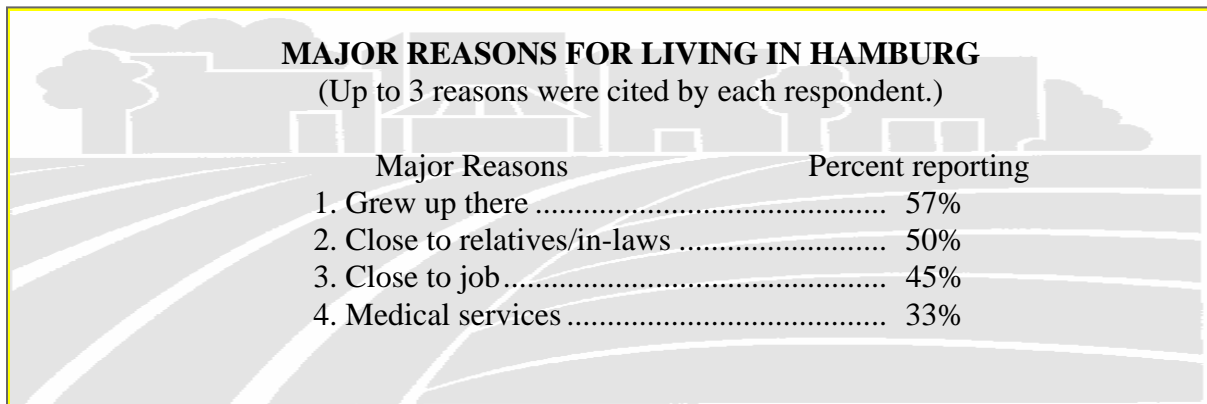 MAJOR REASONS FOR LIVING IN HAMBURG
(Up to 3 reasons were cited by each respondent.)
Major Reasons Percent reporting
1. Grew up there ............................................ 57%
2. Close to relatives/in-laws .......................... 50%
3. Close to job................................................ 45%
4. Medical services ........................................ 33%